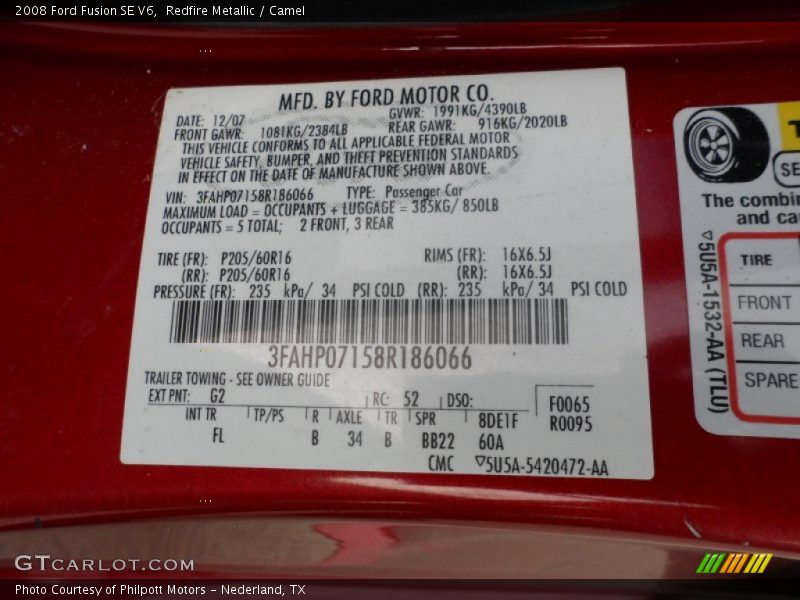 2008 Ford Fusion SE V6, Redfire Metallic / Camel
MFD. BY FORD MOTOR CO.
DATE: 12/07 GVWR: 1991KG/4390LB
FRONT GAWR: 1081KG/2384LB REAR GAWR: 916KG/2020LB
THIS VEHICLE CONFORMS TO ALL APPLICABLE FEDERAL MOTOR
VEHICLE SAFETY, BUMPER, AND THEFT PREVENTION STANDARDS
IN EFFECT ON THE DATE OF MANUFACTURE SHOWN ABOVE.
VIN: 3FAHP07158R186066 TYPE: Passenger Car
MAXIMUM LOAD = OCCUPANTS + LUGGAGE = 385KG/ 850LB
OCCUPANTS = 5 TOTAL; 2 FRONT, 3 REAR
TIRE (FR): P205/60R16 RIMS (FR): 16X6.5J
(RR): P205/60R16 (RR): 16X6.5J
PRESSURE (FR): 235 kPa/ 34 PSI COLD (RR): 235 kPa/ 34 PSI COLD
3FAHP07158R186066
TRAILER TOWING - SEE OWNER GUIDE
EXT PNT: G2 RC: 52 DSO: F0065
INT TR TP/PS R AXLE TR SPR 8DE1F R0095
FL B 34 B BB22 60A
CMC 5U5A-5420472-AA
The combin
and ca
TIRE
FRONT
REAR
SPARE
5U5A-1532-AA (TLU)
GTCARLOT.COM
Photo Courtesy of Philpott Motors - Nederland, TX